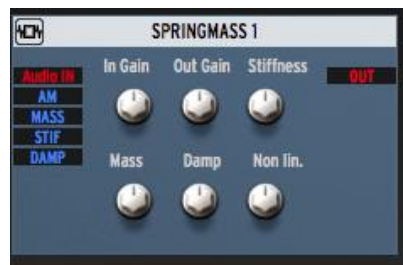 SPRINGMASS 1
In Gain Out Gain Stiffness
Audio IN
AM
MASS
STIF
DAMP
OUT
Mass Damp Non lin.